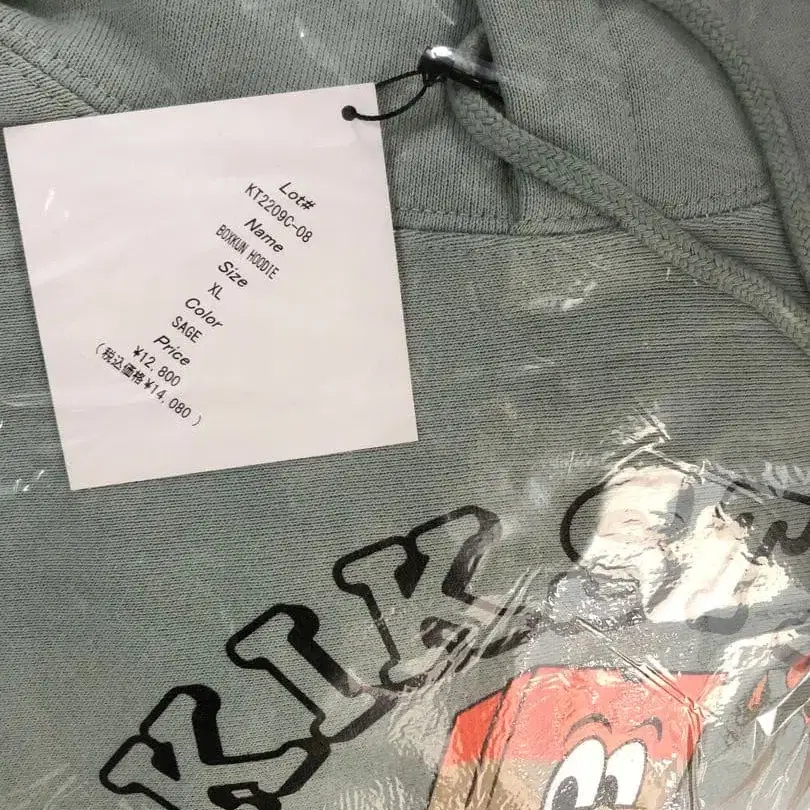 Lot#
KT2209C-08
Name
BOXKUN HOODIE
Size
XL
Color
SAGE
Price
¥12,800
(税込価格¥14,080)
KIK